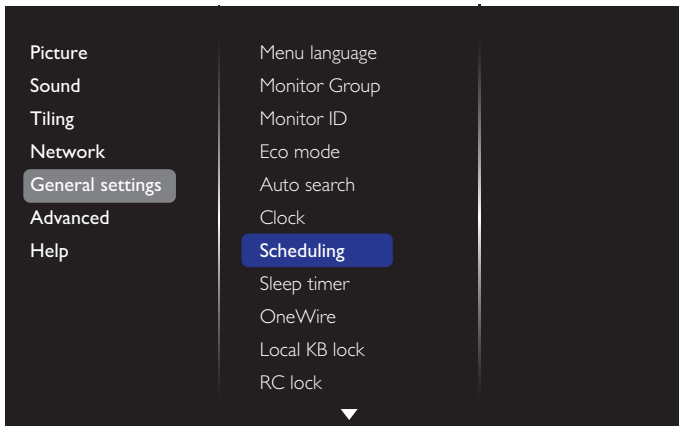 Picture
Sound
Tiling
Network
General settings
Advanced
Help
Menu language
Monitor Group
Monitor ID
Eco mode
Auto search
Clock
Scheduling
Sleep timer
OneWire
Local KB lock
RC lock